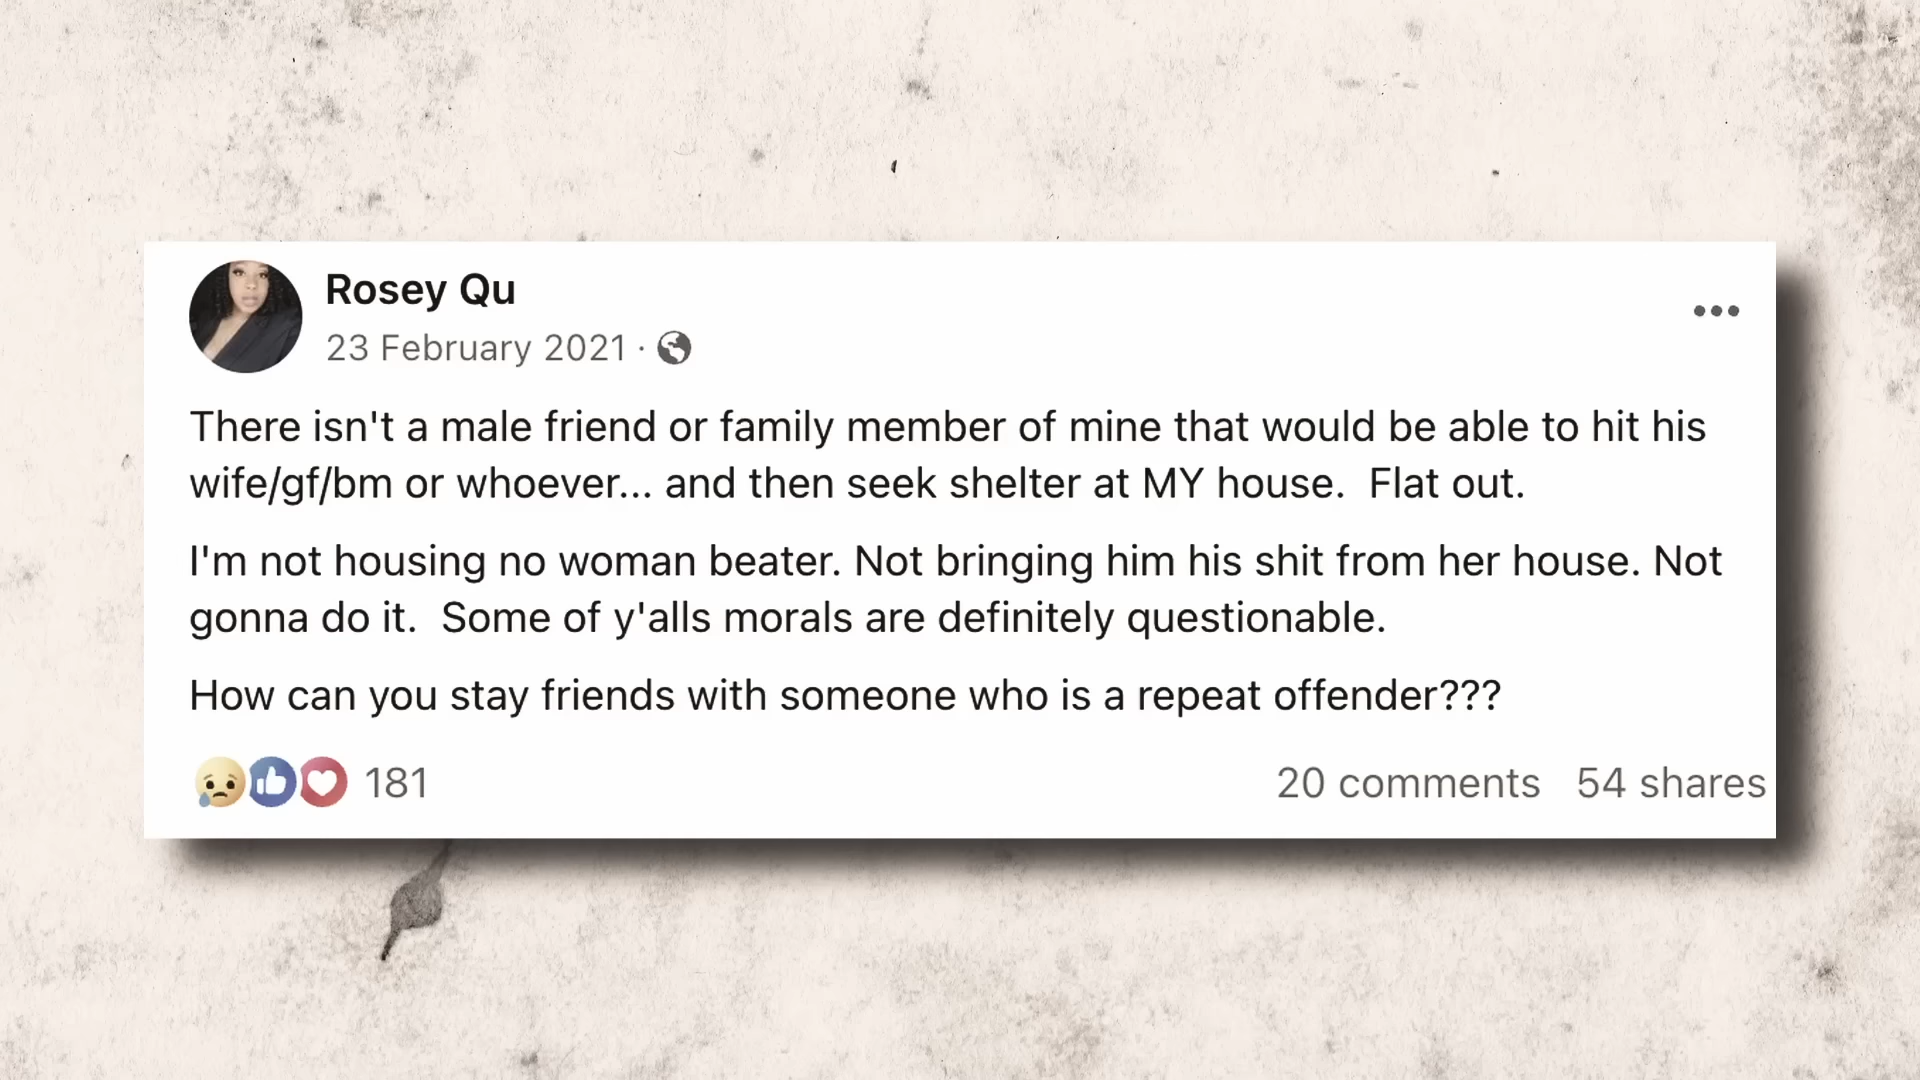 Rosey Qu
23 February 2021 ·
There isn't a male friend or family member of mine that would be able to hit his
wife/gf/bm or whoever... and then seek shelter at MY house.  Flat out.
I'm not housing no woman beater. Not bringing him his shit from her house. Not
gonna do it.  Some of y'alls morals are definitely questionable.
How can you stay friends with someone who is a repeat offender???
181
20 comments 54 shares